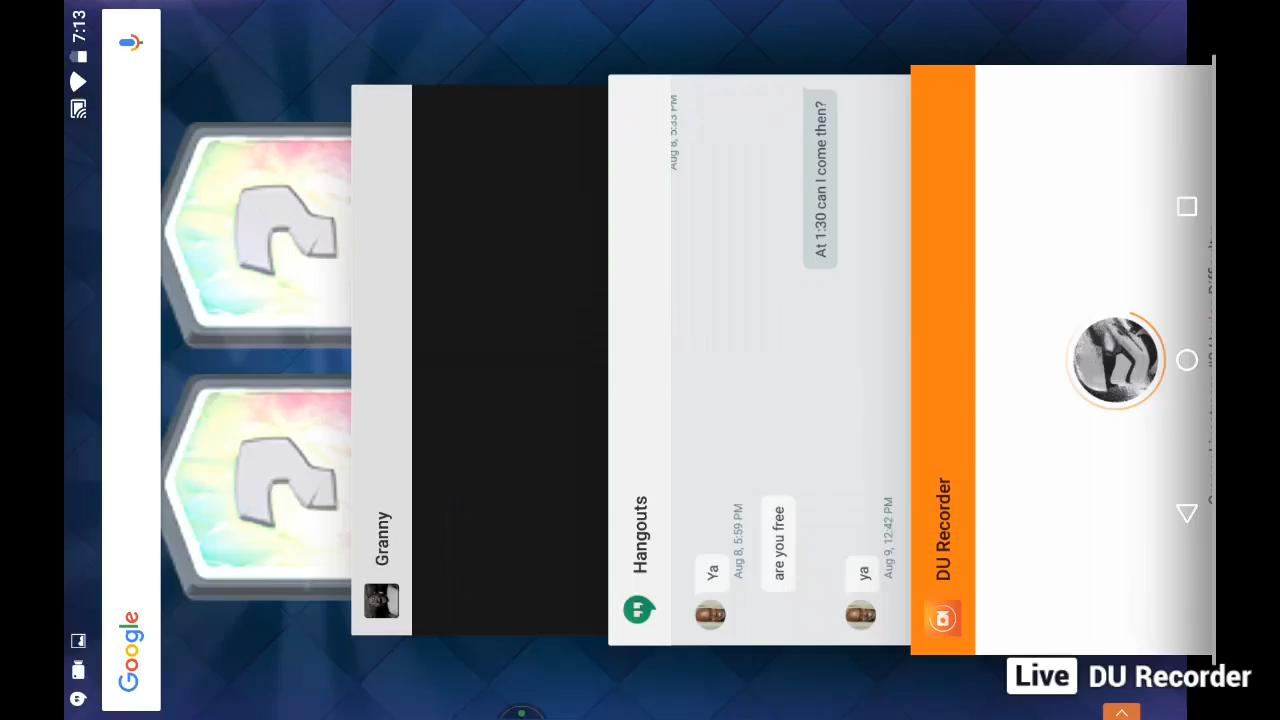 7:13
Google
Granny
Hangouts
Aug 8, 5:33 PM
Ya
Aug 8, 5:59 PM
are you free
At 1:30 can I come then?
ya
Aug 9, 12:42 PM
DU Recorder
Live DU Recorder